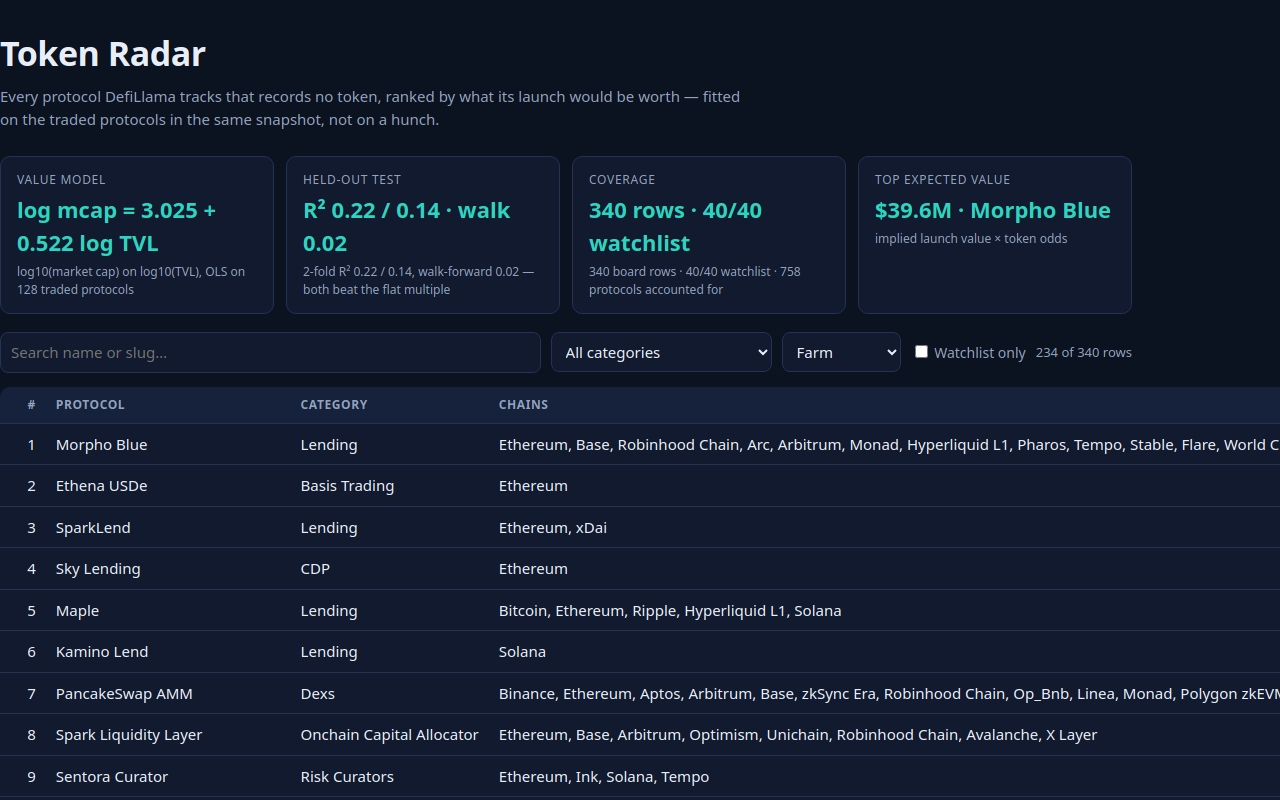 Token Radar
Every protocol DefiLlama tracks that records no token, ranked by what its launch would be worth — fitted
on the traded protocols in the same snapshot, not on a hunch.
VALUE MODEL
log mcap = 3.025 +
0.522 log TVL
log10(market cap) on log10(TVL), OLS on
128 traded protocols
HELD-OUT TEST
R² 0.22 / 0.14 · walk
0.02
2-fold R² 0.22 / 0.14, walk-forward 0.02 —
both beat the flat multiple
COVERAGE
340 rows · 40/40
watchlist
340 board rows · 40/40 watchlist · 758
protocols accounted for
TOP EXPECTED VALUE
$39.6M · Morpho Blue
implied launch value × token odds
Search name or slug... All categories Farm Watchlist only 234 of 340 rows
# PROTOCOL CATEGORY CHAINS
1 Morpho Blue Lending Ethereum, Base, Robinhood Chain, Arc, Arbitrum, Monad, Hyperliquid L1, Pharos, Tempo, Stable, Flare, World C
2 Ethena USDe Basis Trading Ethereum
3 SparkLend Lending Ethereum, xDai
4 Sky Lending CDP Ethereum
5 Maple Lending Bitcoin, Ethereum, Ripple, Hyperliquid L1, Solana
6 Kamino Lend Lending Solana
7 PancakeSwap AMM Dexs Binance, Ethereum, Aptos, Arbitrum, Base, zkSync Era, Robinhood Chain, Op_Bnb, Linea, Monad, Polygon zkEVM
8 Spark Liquidity Layer Onchain Capital Allocator Ethereum, Base, Arbitrum, Optimism, Unichain, Robinhood Chain, Avalanche, X Layer
9 Sentora Curator Risk Curators Ethereum, Ink, Solana, Tempo